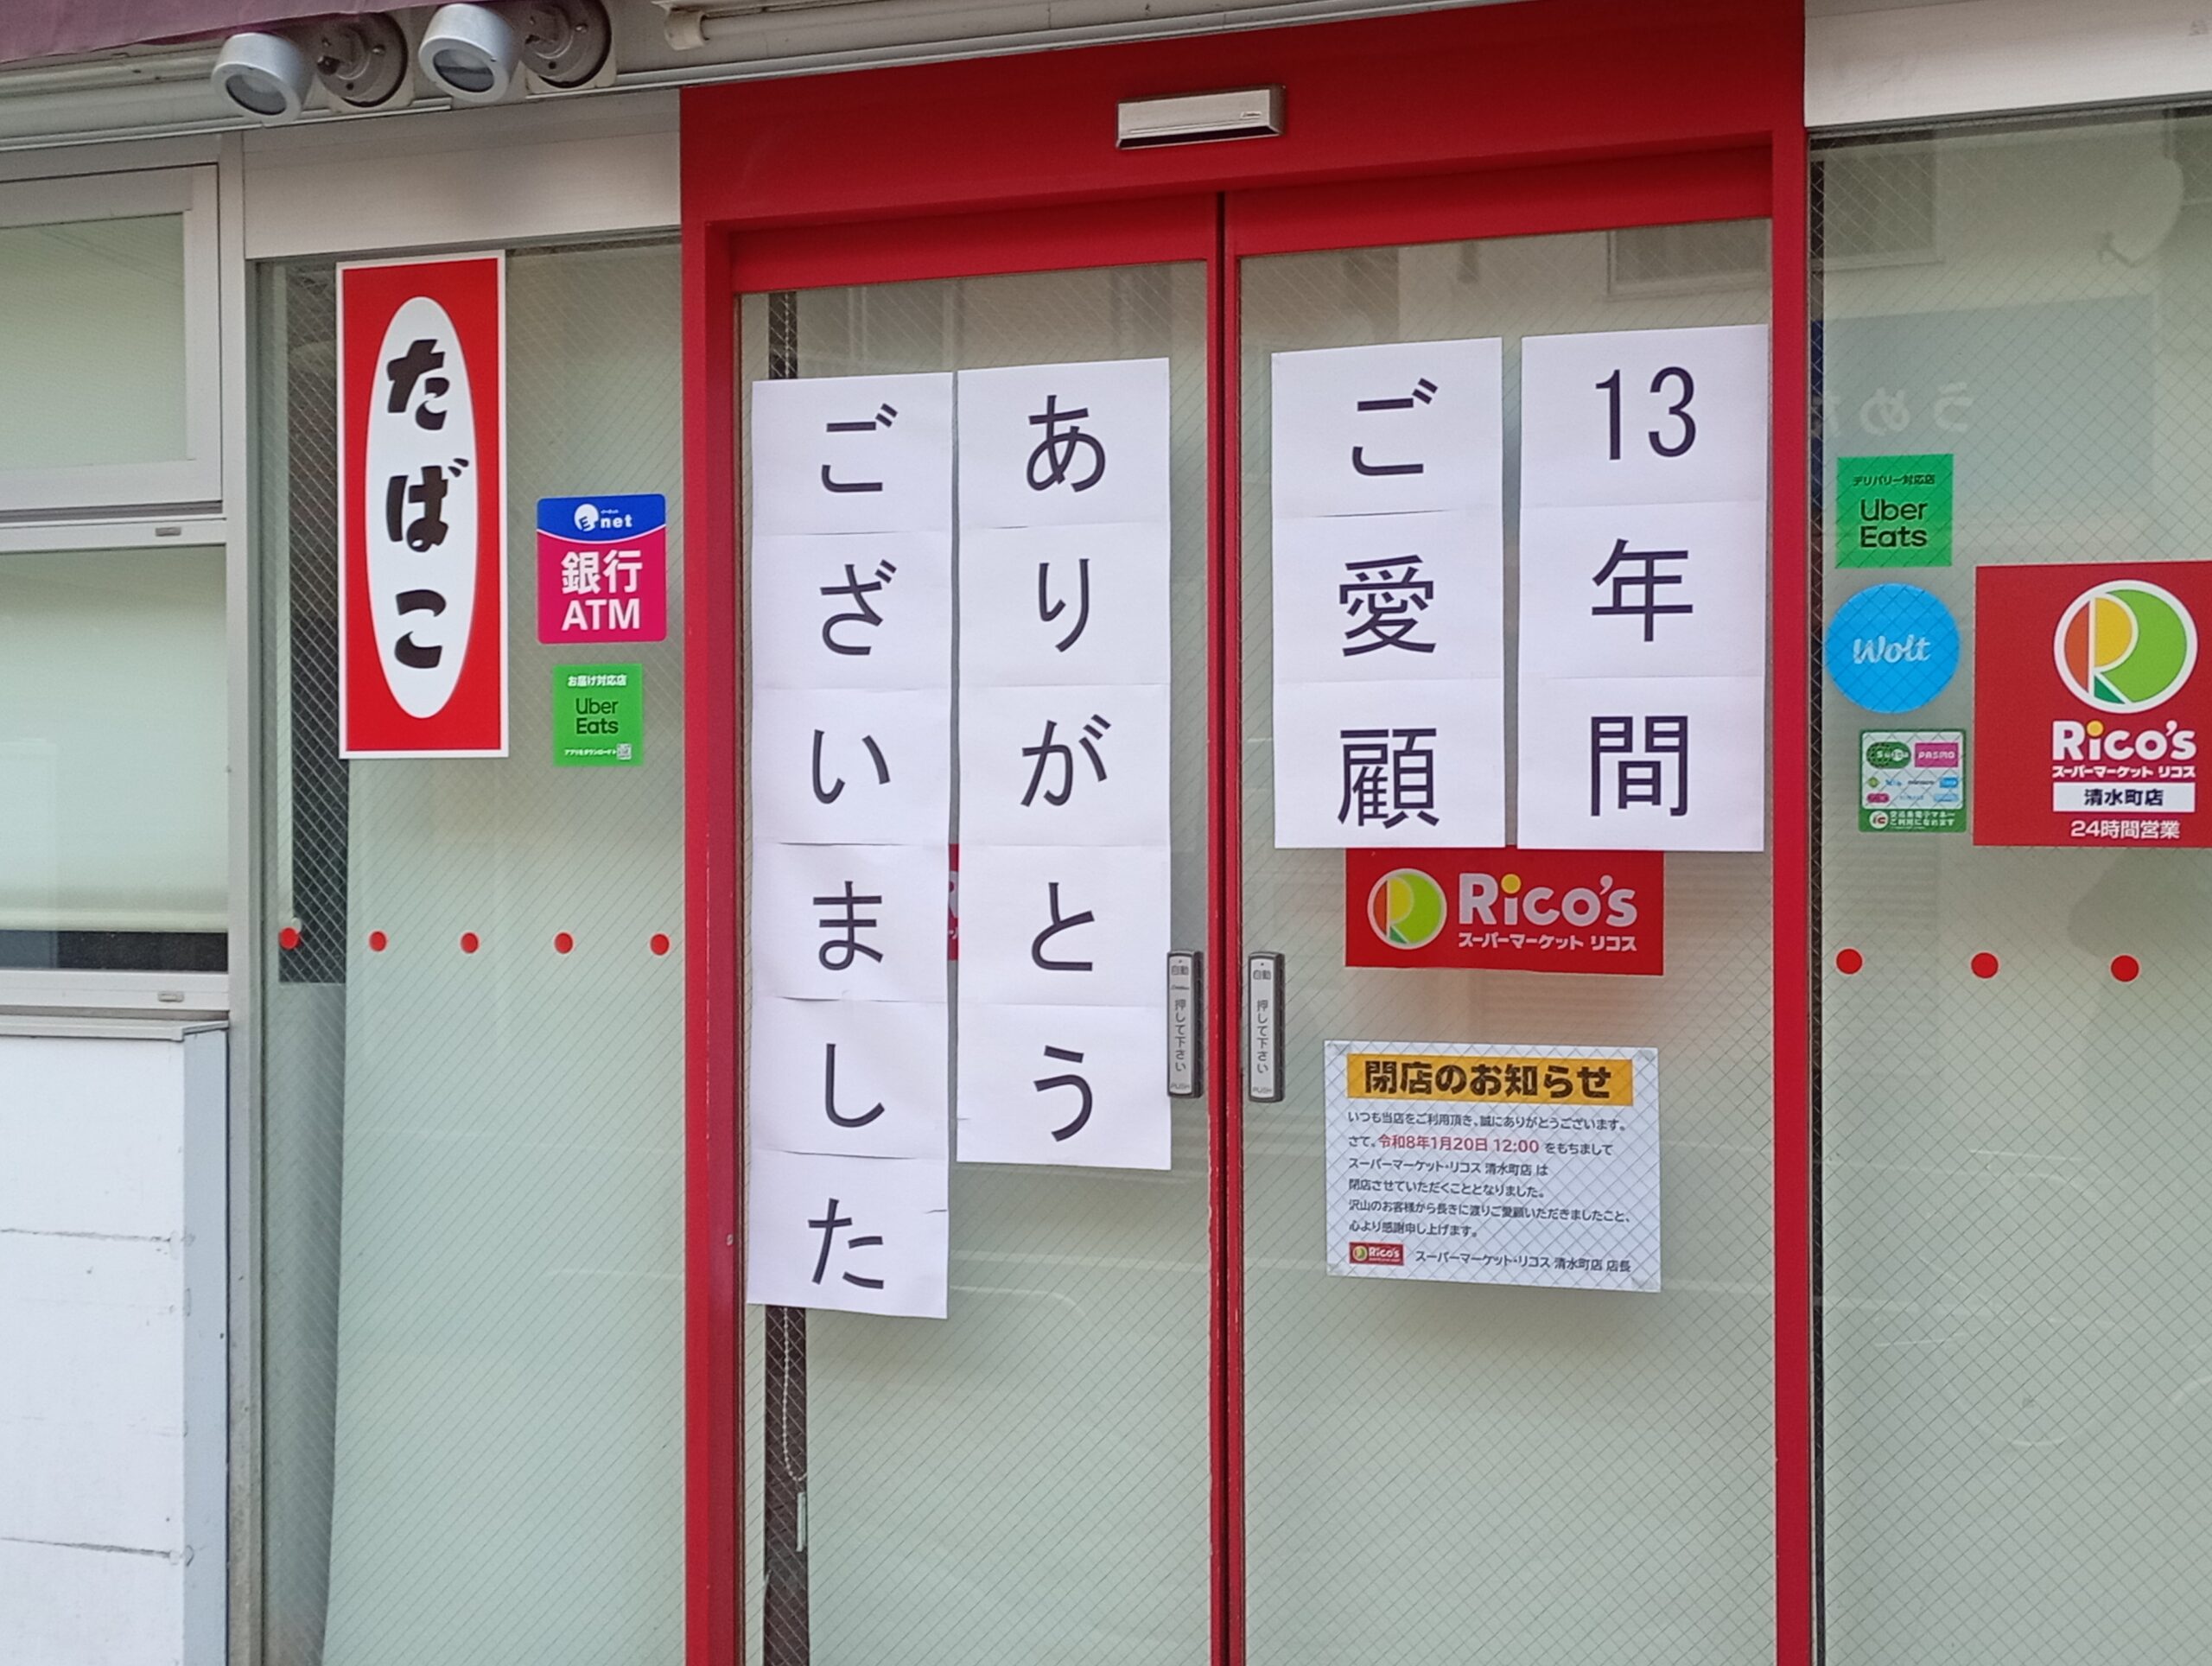 たばこ
E net
銀行
ATM
お届け対応店
Uber
Eats
13年間
ご愛顧
ありがとう
ございました
Rico's
スーパーマーケット リコス
自動
押して下さい
PUSH
自動
押して下さい
PUSH
閉店のお知らせ
いつも当店をご利用頂き、誠にありがとうございます。
さて、令和8年1月20日 12:00 をもちまして
スーパーマーケット・リコス 清水町店 は
閉店させていただくこととなりました。
沢山のお客様から長きに渡りご愛顧いただきましたこと、
心より感謝申し上げます。
Rico's
スーパーマーケット・リコス 清水町店 店長
デリバリー対応店
Uber
Eats
Wolt
PASMO
Rico's
スーパーマーケット リコス
清水町店
24時間営業